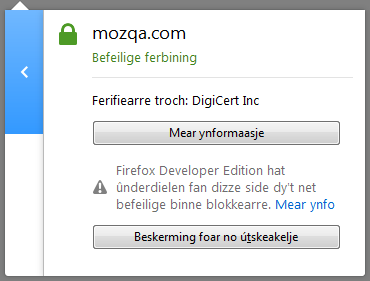 mozqa.com
Befeilige ferbining
Ferifiearre troch: DigiCert Inc
Mear ynformaasje
Firefox Developer Edition hat
ûnderdielen fan dizze side dy't net
befeilige binne blokkearre. Mear ynfo
Beskerming foar no útskeakelje